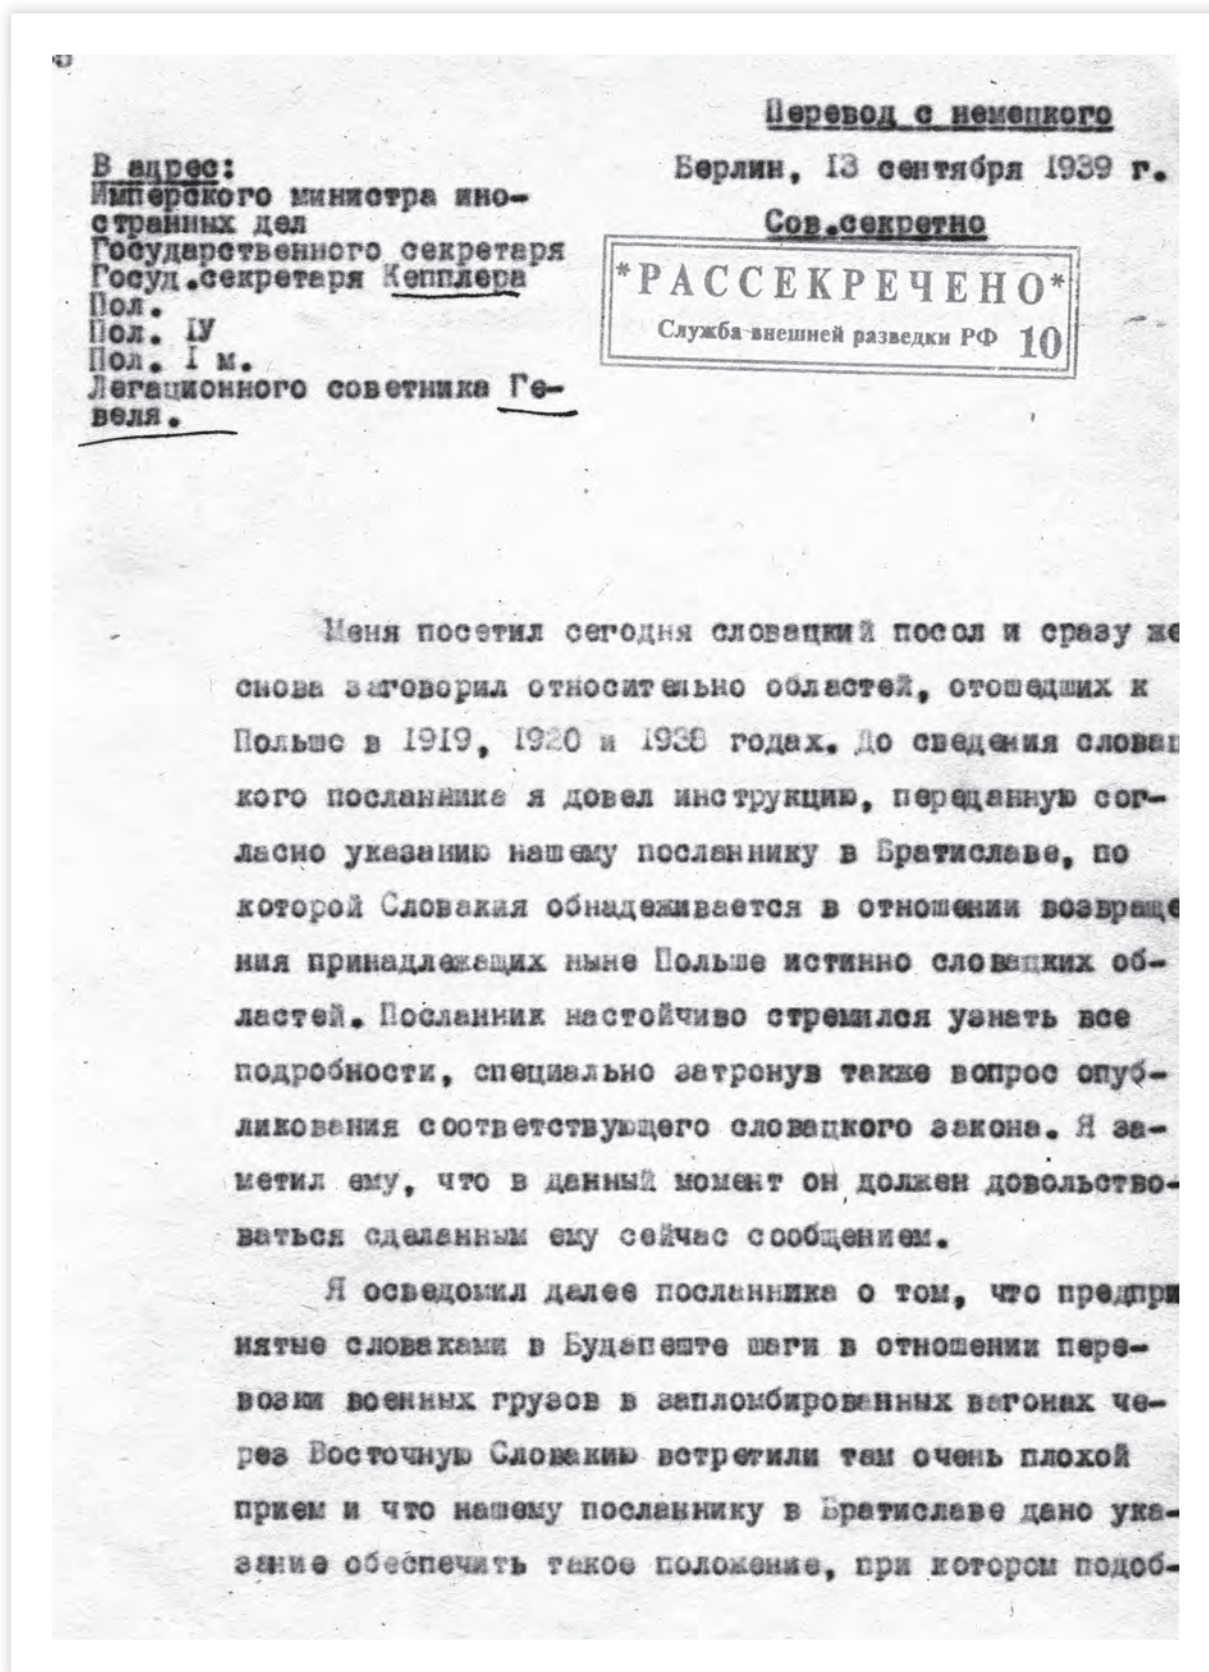 Перевод с немецкого
Берлин, 13 сентября 1939 г.
Сов.секретно
В адрес:
Имперского министра ино-
странных дел
Государственного секретаря
Госуд.секретаря Кепплера
Пол.
Пол. IУ
Пол. I м.
Легационного советника Ге-
веля.
*РАССЕКРЕЧЕНО*
Служба внешней разведки РФ 10
Меня посетил сегодня словацкий посол и сразу же
снова заговорил относительно областей, отошедших к
Польше в 1919, 1920 и 1938 годах. До сведения словац
кого посланника я довел инструкцию, переданную сог-
ласно указанию нашему посланнику в Братиславе, по
которой Словакия обнадеживается в отношении возвраще
ния принадлежащих ныне Польше истинно словацких об-
ластей. Посланник настойчиво стремился узнать все
подробности, специально затронув также вопрос опуб-
ликования соответствующего словацкого закона. Я за-
метил ему, что в данный момент он должен довольство-
ваться сделанным ему сейчас сообщением.
Я осведомил далее посланника о том, что предпри
нятые словаками в Будапеште шаги в отношении пере-
возки военных грузов в запломбированных вагонах че-
рез Восточную Словакию встретили там очень плохой
прием и что нашему посланнику в Братиславе дано ука-
зание обеспечить такое положение, при котором подоб-